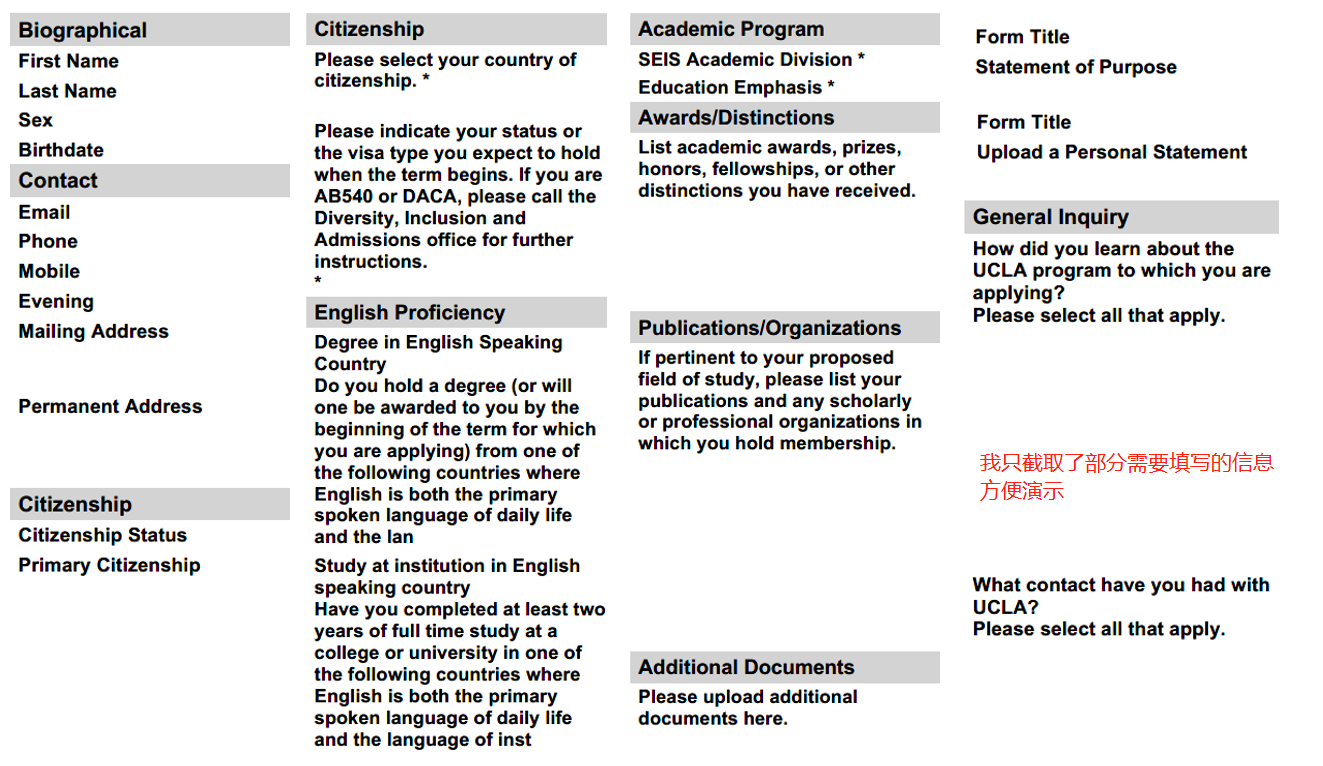 Biographical
First Name
Last Name
Sex
Birthdate
Contact
Email
Phone
Mobile
Evening
Mailing Address
Permanent Address
Citizenship
Citizenship Status
Primary Citizenship
Citizenship
Please select your country of
citizenship. *
Please indicate your status or
the visa type you expect to hold
when the term begins. If you are
AB540 or DACA, please call the
Diversity, Inclusion and
Admissions office for further
instructions.
*
English Proficiency
Degree in English Speaking
Country
Do you hold a degree (or will
one be awarded to you by the
beginning of the term for which
you are applying) from one of
the following countries where
English is both the primary
spoken language of daily life
and the lan
Study at institution in English
speaking country
Have you completed at least two
years of full time study at a
college or university in one of
the following countries where
English is both the primary
spoken language of daily life
and the language of inst
Academic Program
SEIS Academic Division *
Education Emphasis *
Awards/Distinctions
List academic awards, prizes,
honors, fellowships, or other
distinctions you have received.
Publications/Organizations
If pertinent to your proposed
field of study, please list your
publications and any scholarly
or professional organizations in
which you hold membership.
Additional Documents
Please upload additional
documents here.
Form Title
Statement of Purpose
Form Title
Upload a Personal Statement
General Inquiry
How did you learn about the
UCLA program to which you are
applying?
Please select all that apply.
我只截取了部分需要填写的信息
方便演示
What contact have you had with
UCLA?
Please select all that apply.